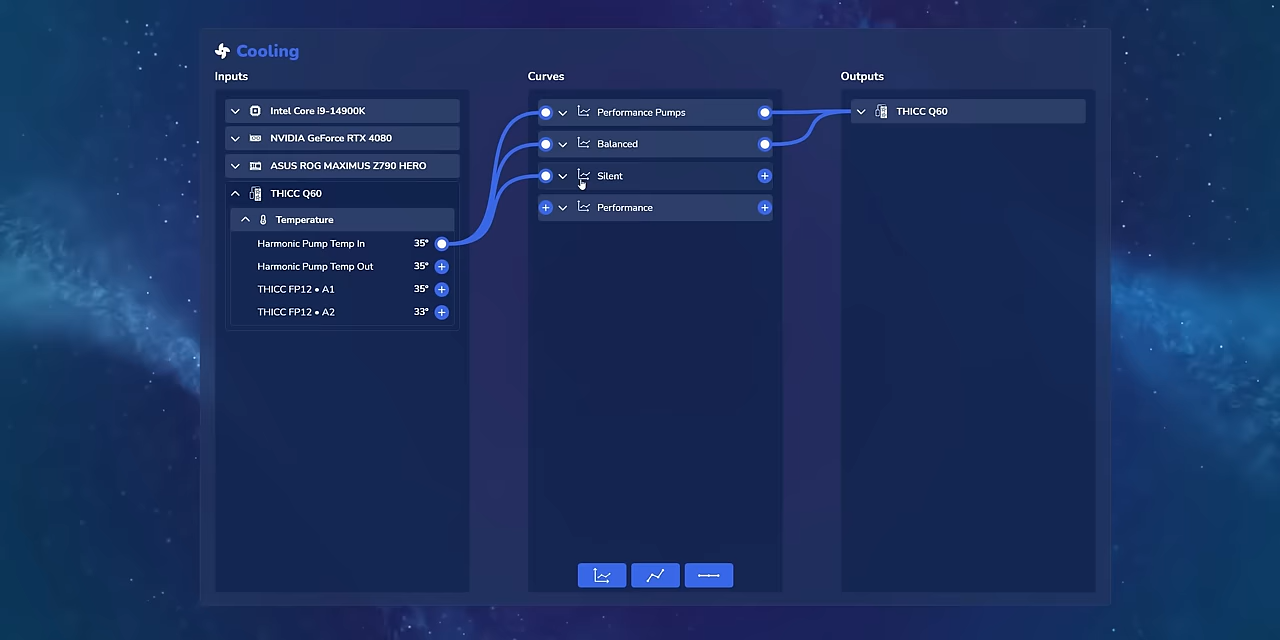 Cooling
Inputs
Curves
Outputs
Intel Core i9-14900K
NVIDIA GeForce RTX 4080
ASUS ROG MAXIMUS Z790 HERO
THICC Q60
Temperature
Harmonic Pump Temp In 35°
Harmonic Pump Temp Out 35°
THICC FP12 • A1 35°
THICC FP12 • A2 33°
Performance Pumps
Balanced
Silent
Performance
THICC Q60